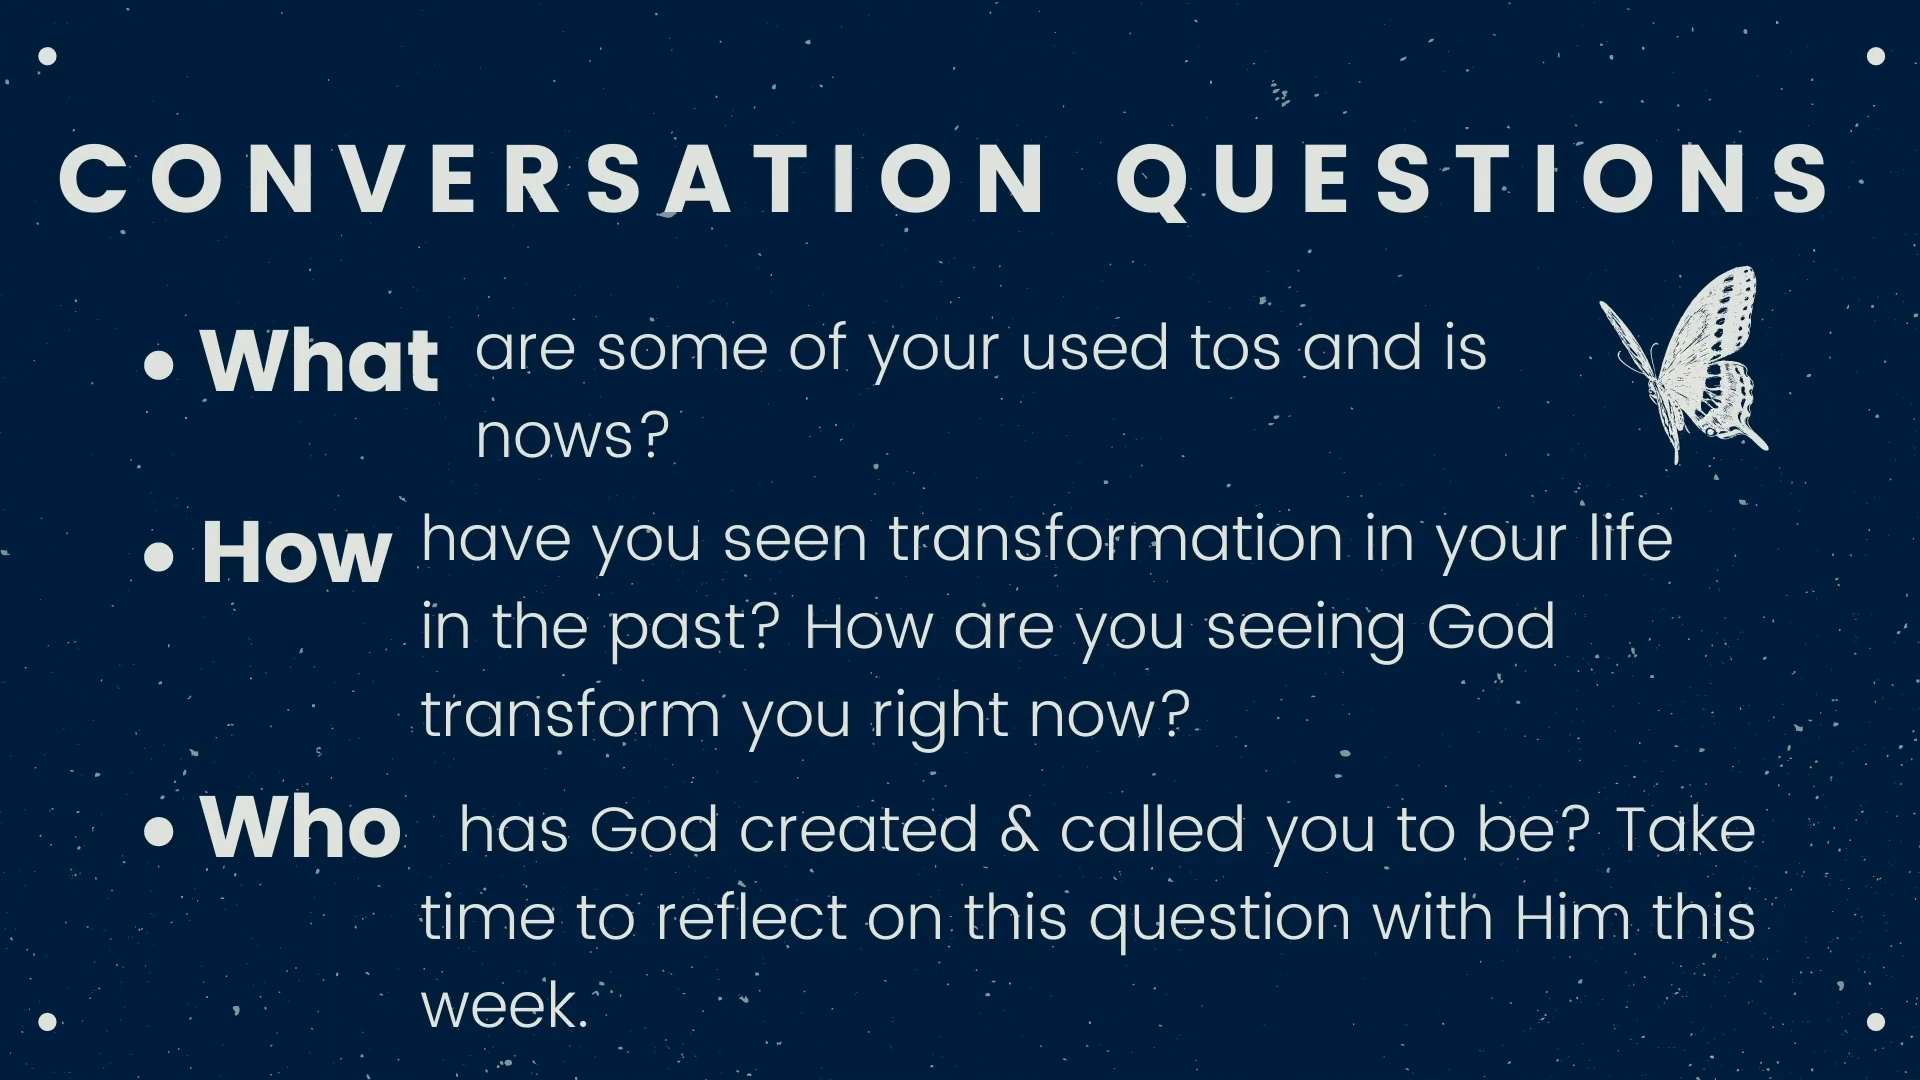 CONVERSATION QUESTIONS
• What are some of your used tos and is
nows?
• How have you seen transformation in your life
in the past? How are you seeing God
transform you right now?
• Who has God created & called you to be? Take
time to reflect on this question with Him this
week.